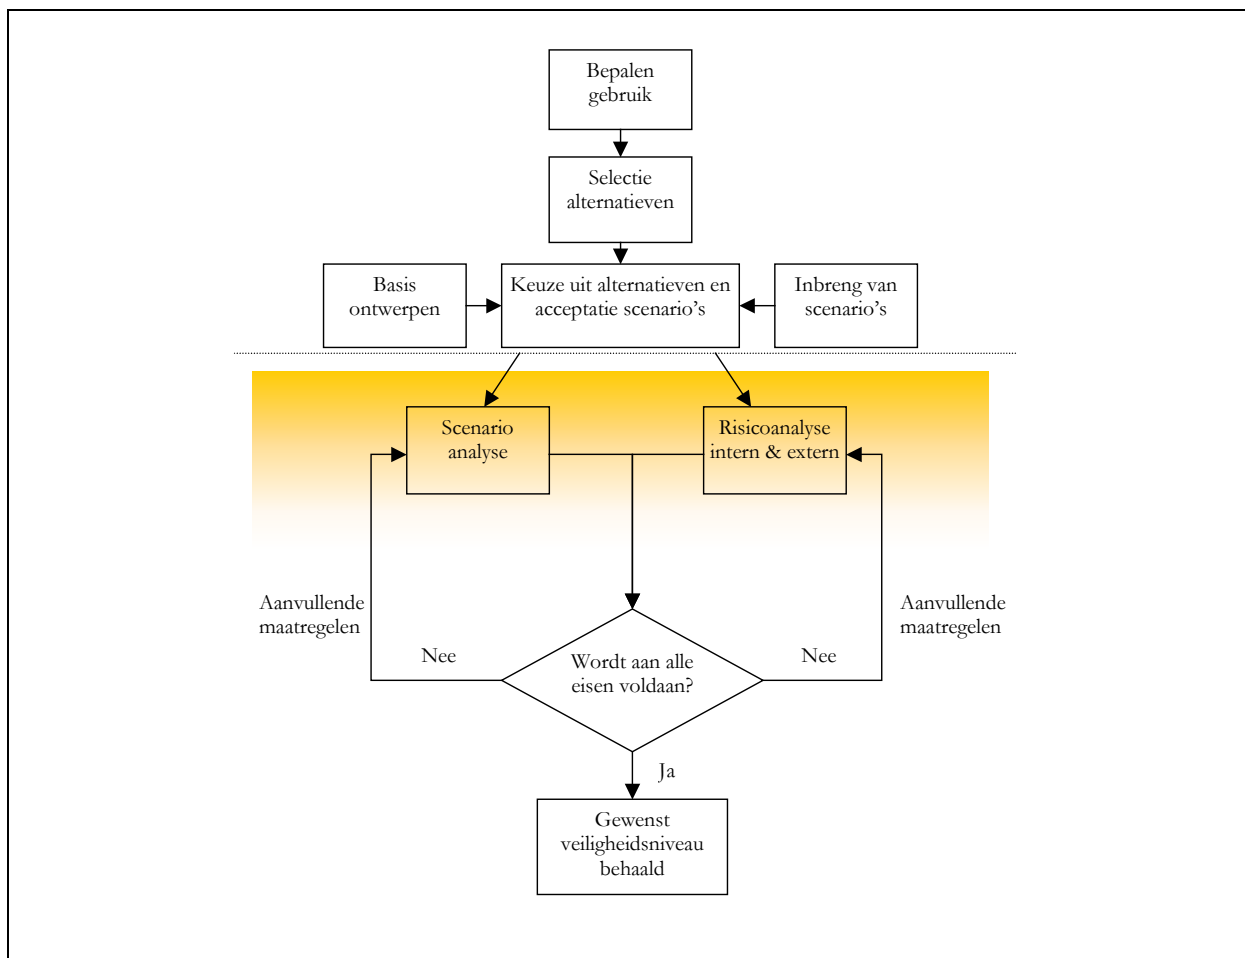 Bepalen
gebruik
Selectie
alternatieven
Basis
ontwerpen
Keuze uit alternatieven en
acceptatie scenario’s
Inbreng van
scenario’s
Scenario
analyse
Risicoanalyse
intern & extern
Aanvullende
maatregelen
Aanvullende
maatregelen
Nee
Wordt aan alle
eisen voldaan?
Nee
Ja
Gewenst
veiligheidsniveau
behaald